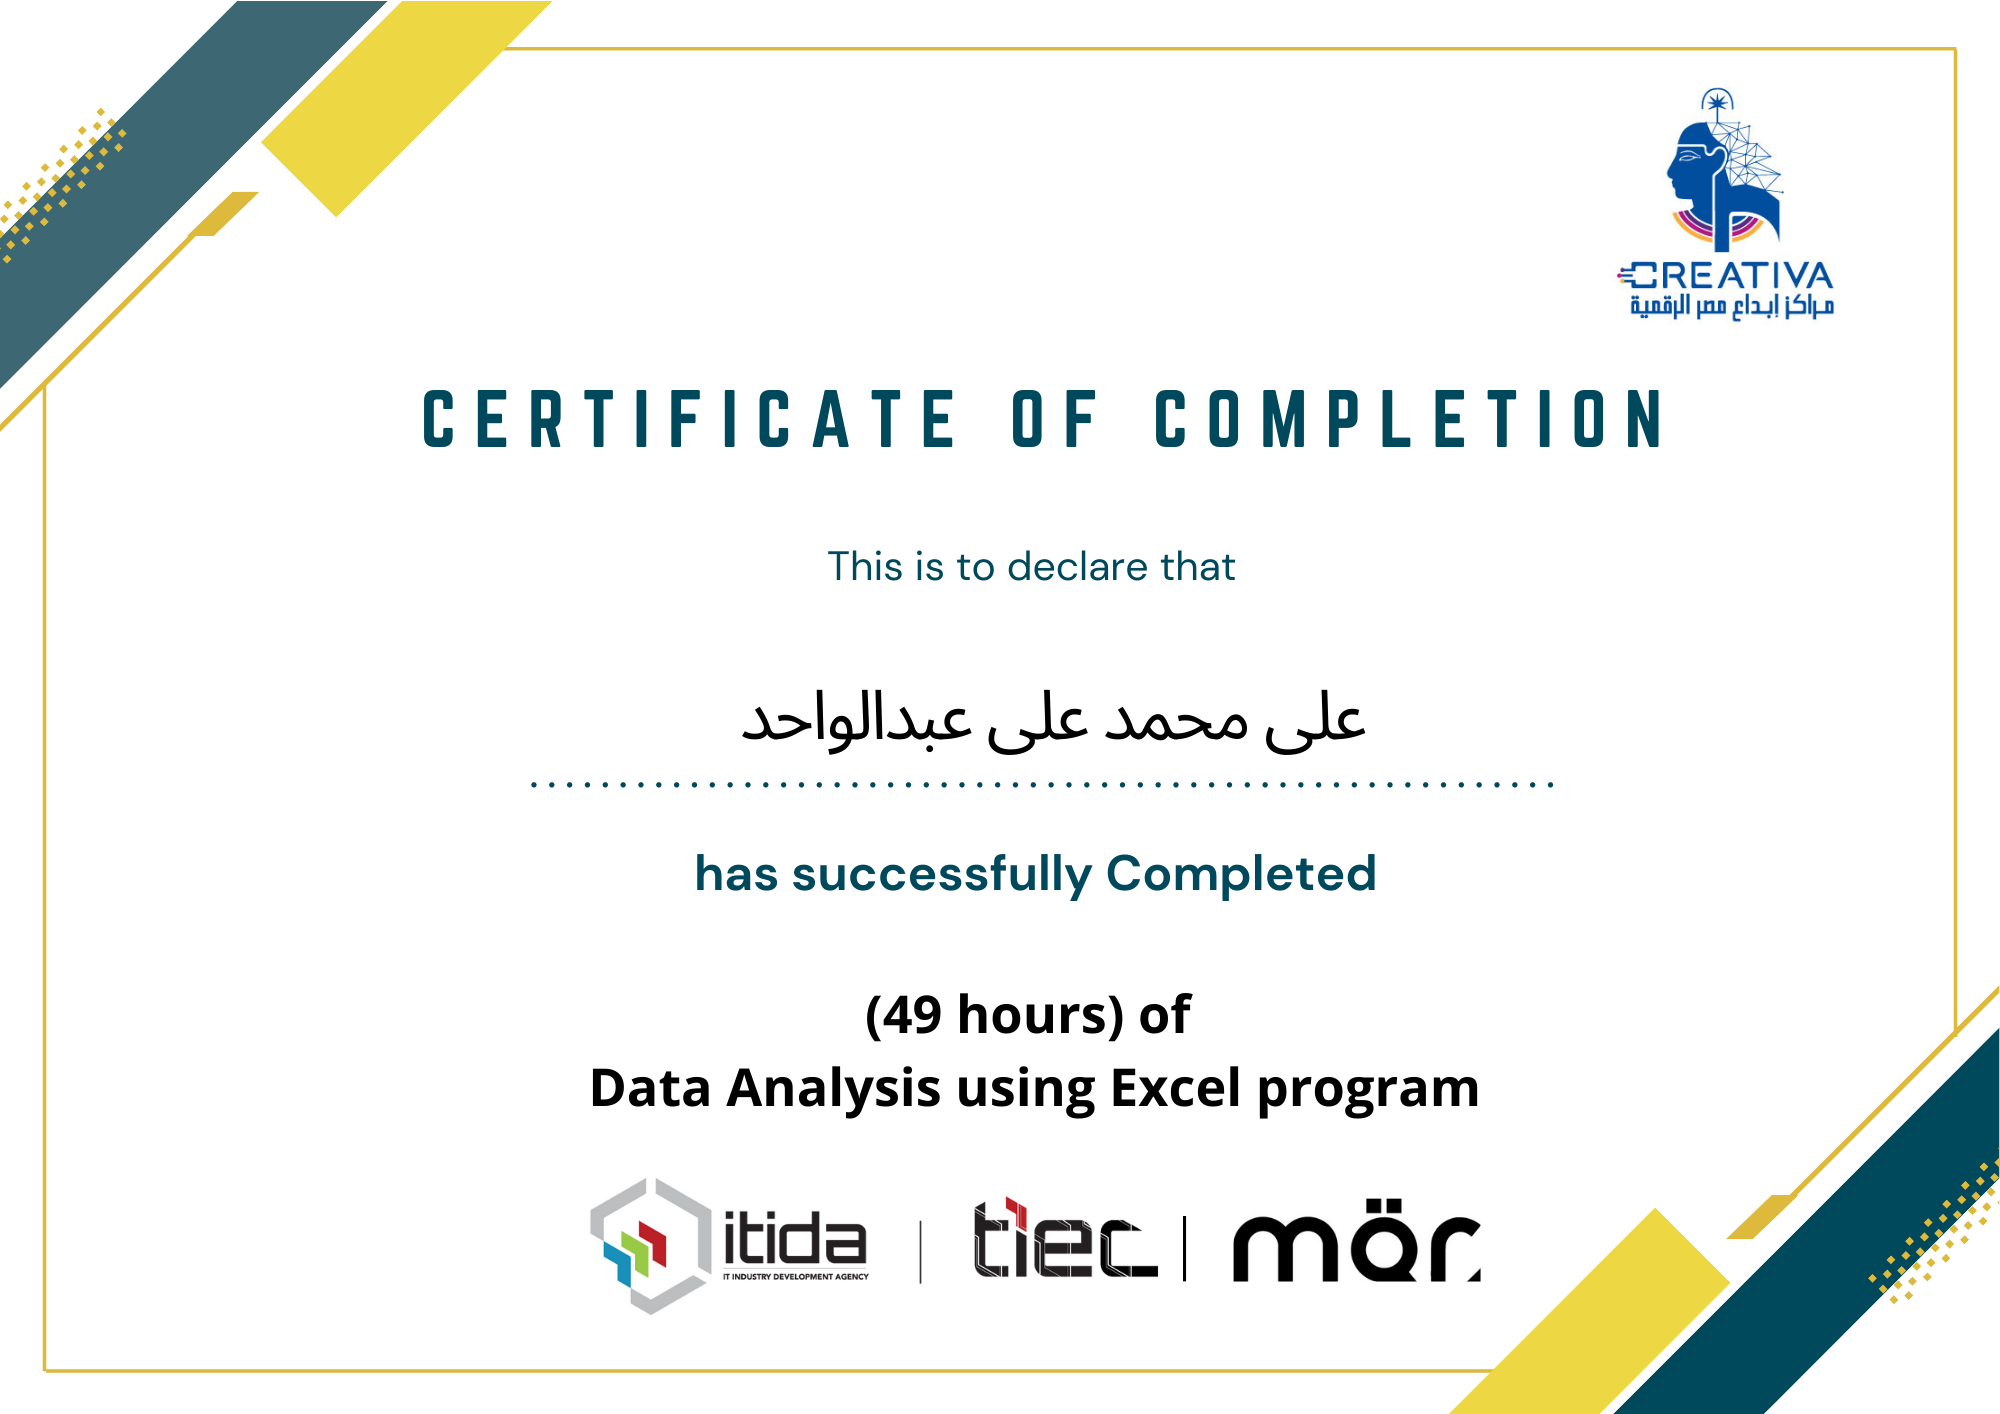 CREATIVA
مراكز إبداع مصر الرقمية
CERTIFICATE OF COMPLETION
This is to declare that
على محمد على عبدالواحد
has successfully Completed
(49 hours) of
Data Analysis using Excel program
itida
IT INDUSTRY DEVELOPMENT AGENCY
tiec
mör